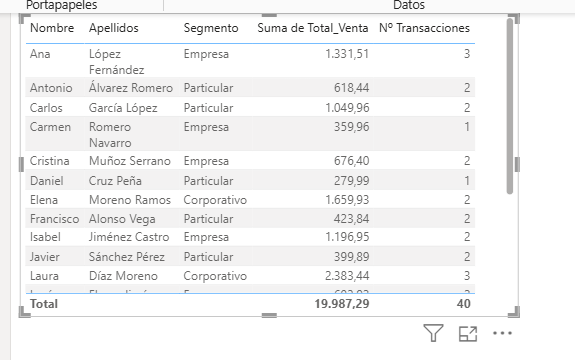 Portapapeles Datos
Nombre Apellidos Segmento Suma de Total_Venta Nº Transacciones
Ana López Fernández Empresa 1.331,51 3
Antonio Álvarez Romero Particular 618,44 2
Carlos García López Particular 1.049,96 2
Carmen Romero Navarro Empresa 359,96 1
Cristina Muñoz Serrano Empresa 676,40 2
Daniel Cruz Peña Particular 279,99 1
Elena Moreno Ramos Corporativo 1.659,93 2
Francisco Alonso Vega Particular 423,84 2
Isabel Jiménez Castro Empresa 1.196,95 2
Javier Sánchez Pérez Particular 399,89 2
Laura Díaz Moreno Corporativo 2.383,44 3
Total 19.987,29 40